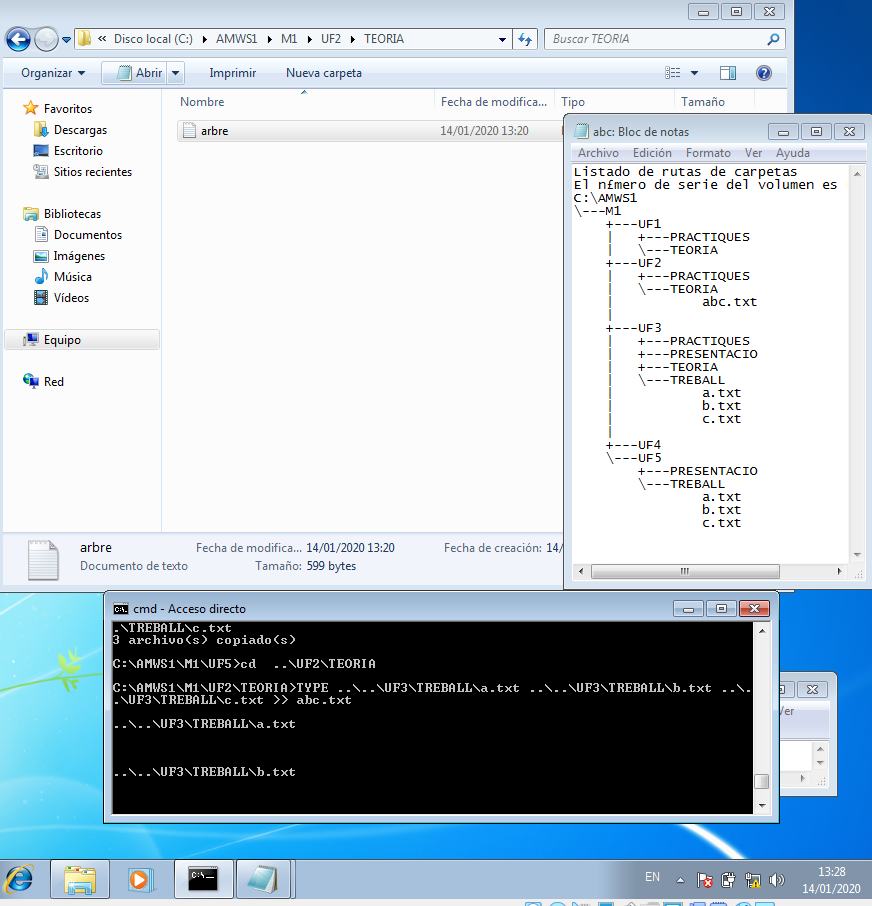 « Disco local (C:) ▸ AMWS1 ▸ M1 ▸ UF2 ▸ TEORIA
Buscar TEORIA
Organizar Abrir Imprimir Nueva carpeta
Favoritos
Descargas
Escritorio
Sitios recientes
Bibliotecas
Documentos
Imágenes
Música
Vídeos
Equipo
Red
Nombre Fecha de modifica... Tipo Tamaño
arbre 14/01/2020 13:20
arbre Fecha de modifica... 14/01/2020 13:20 Fecha de creación: 14/
Documento de texto Tamaño: 599 bytes
abc: Bloc de notas
Archivo Edición Formato Ver Ayuda
Listado de rutas de carpetas
El n£mero de serie del volumen es
C:\AMWS1
\---M1
    +---UF1
    |   +---PRACTIQUES
    |   \---TEORIA
    +---UF2
    |   +---PRACTIQUES
    |   \---TEORIA
    |           abc.txt
    |
    +---UF3
    |   +---PRACTIQUES
    |   +---PRESENTACIO
    |   +---TEORIA
    |   \---TREBALL
    |           a.txt
    |           b.txt
    |           c.txt
    |
    +---UF4
    \---UF5
        +---PRESENTACIO
        \---TREBALL
                a.txt
                b.txt
                c.txt
cmd - Acceso directo
.\TREBALL\c.txt
3 archivo(s) copiado(s)
C:\AMWS1\M1\UF5>cd  ..\UF2\TEORIA
C:\AMWS1\M1\UF2\TEORIA>TYPE ..\..\UF3\TREBALL\a.txt ..\..\UF3\TREBALL\b.txt ..\.
.\UF3\TREBALL\c.txt >> abc.txt
..\..\UF3\TREBALL\a.txt
..\..\UF3\TREBALL\b.txt
Ver
C:\
EN
13:28
14/01/2020